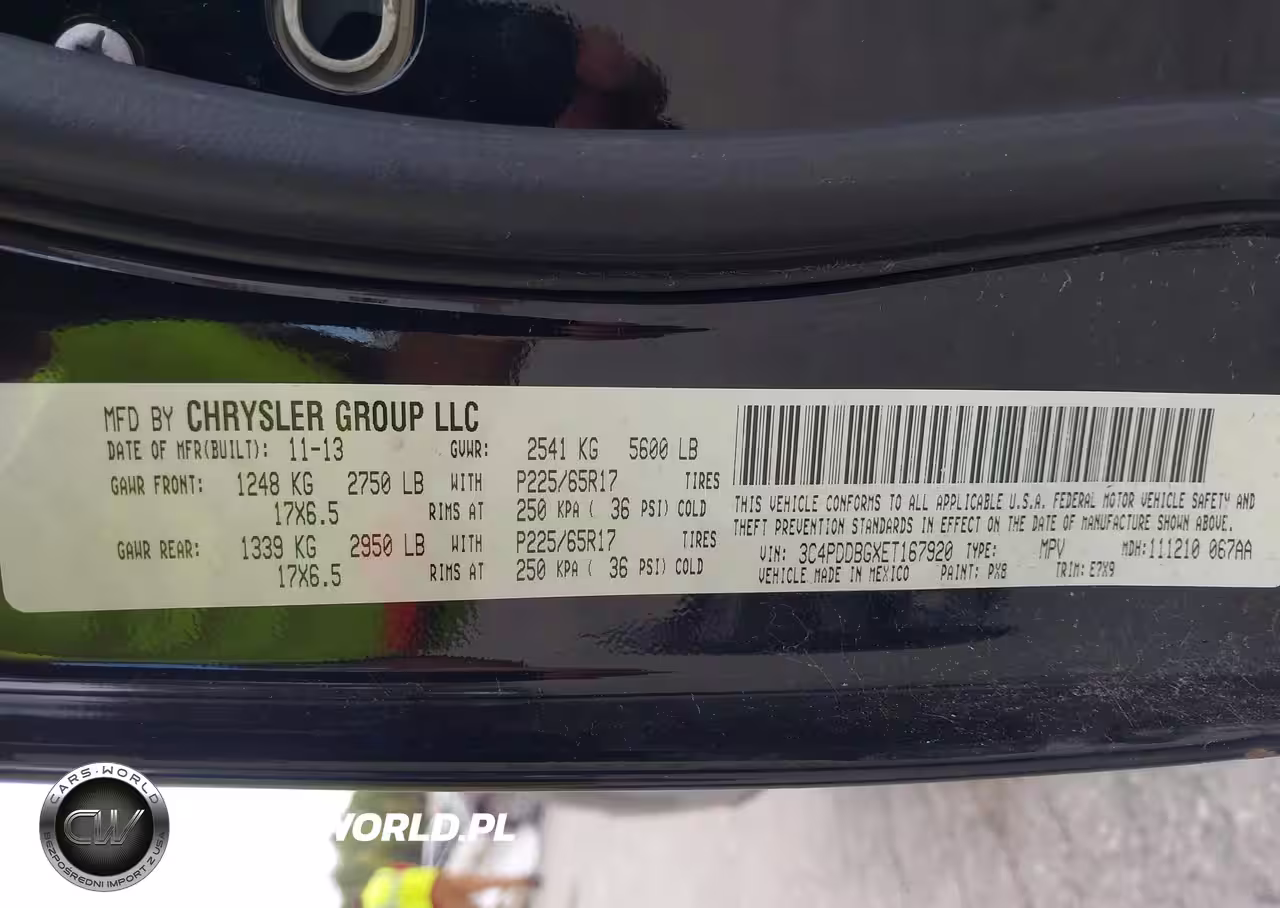 MFD BY CHRYSLER GROUP LLC
DATE OF MFR(BUILT): 11-13 GVWR: 2541 KG 5600 LB
GAWR FRONT: 1248 KG 2750 LB WITH P225/65R17 TIRES
17X6.5 RIMS AT 250 KPA ( 36 PSI) COLD
GAWR REAR: 1339 KG 2950 LB WITH P225/65R17 TIRES
17X6.5 RIMS AT 250 KPA ( 36 PSI) COLD
THIS VEHICLE CONFORMS TO ALL APPLICABLE U.S.A. FEDERAL MOTOR VEHICLE SAFETY AND
THEFT PREVENTION STANDARDS IN EFFECT ON THE DATE OF MANUFACTURE SHOWN ABOVE.
VIN: 3C4PDDBGXET167920 TYPE: MPV MDH:111210 067AA
VEHICLE MADE IN MEXICO PAINT: PX8 TRIM: E7X9
CARS-WORLD
CW
BEZPOŚREDNI IMPORT Z USA
WORLD.PL